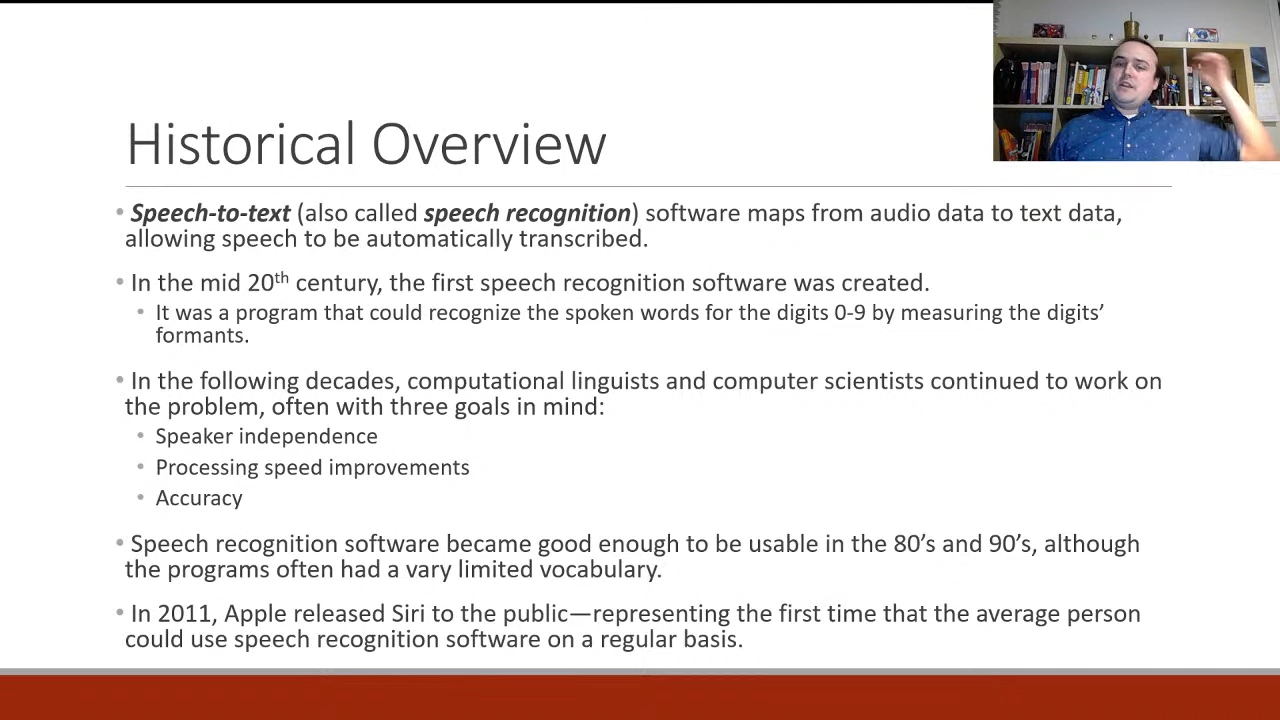 Historical Overview
• Speech-to-text (also called speech recognition) software maps from audio data to text data,
allowing speech to be automatically transcribed.
• In the mid 20th century, the first speech recognition software was created.
• It was a program that could recognize the spoken words for the digits 0-9 by measuring the digits’
formants.
• In the following decades, computational linguists and computer scientists continued to work on
the problem, often with three goals in mind:
• Speaker independence
• Processing speed improvements
• Accuracy
• Speech recognition software became good enough to be usable in the 80’s and 90’s, although
the programs often had a vary limited vocabulary.
• In 2011, Apple released Siri to the public—representing the first time that the average person
could use speech recognition software on a regular basis.